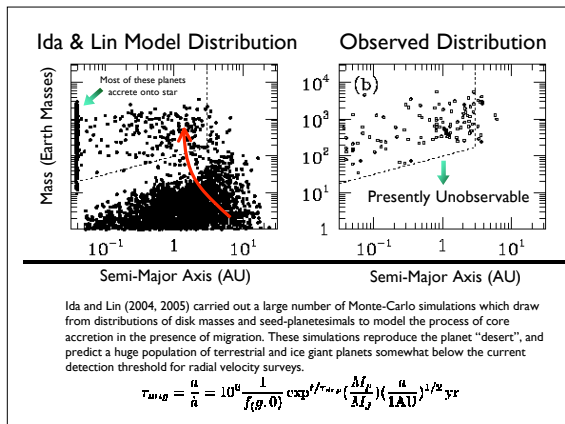 Ida & Lin Model Distribution
Observed Distribution
Most of these planets
accrete onto star
(b)
Mass (Earth Masses)
10⁴
10³
10²
10¹
1
Presently Unobservable
10⁻¹ 1 10¹
10⁻¹ 1 10¹
Semi-Major Axis (AU)
Semi-Major Axis (AU)
Ida and Lin (2004, 2005) carried out a large number of Monte-Carlo simulations which draw
from distributions of disk masses and seed-planetesimals to model the process of core
accretion in the presence of migration. These simulations reproduce the planet “desert”, and
predict a huge population of terrestrial and ice giant planets somewhat below the current
detection threshold for radial velocity surveys.